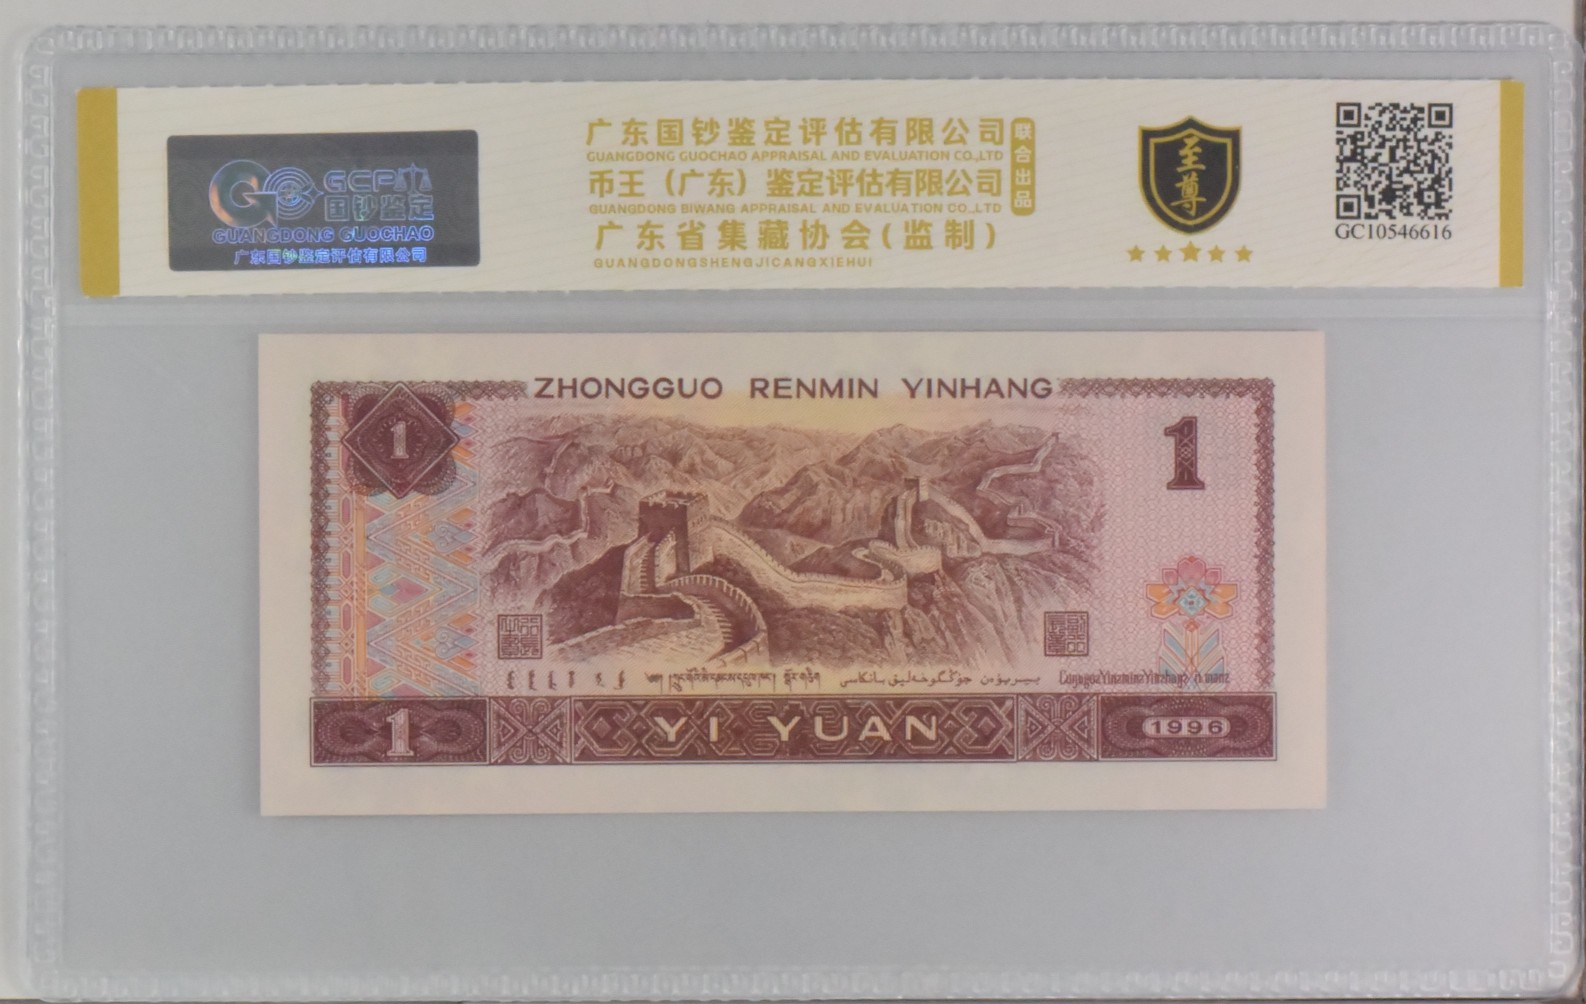 GCP
国钞鉴定
GUANGDONG GUOCHAO
广东国钞鉴定评估有限公司
广东国钞鉴定评估有限公司
GUANGDONG GUOCHAO APPRAISAL AND EVALUATION CO.,LTD
币王（广东）鉴定评估有限公司
GUANGDONG BIWANG APPRAISAL AND EVALUATION CO.,LTD
广东省集藏协会(监制)
GUANGDONGSHENGJICANGXIEHUI
联合出品
至尊
GC10546616
ZHONGGUO RENMIN YINHANG
1
1
1
YI YUAN
1996